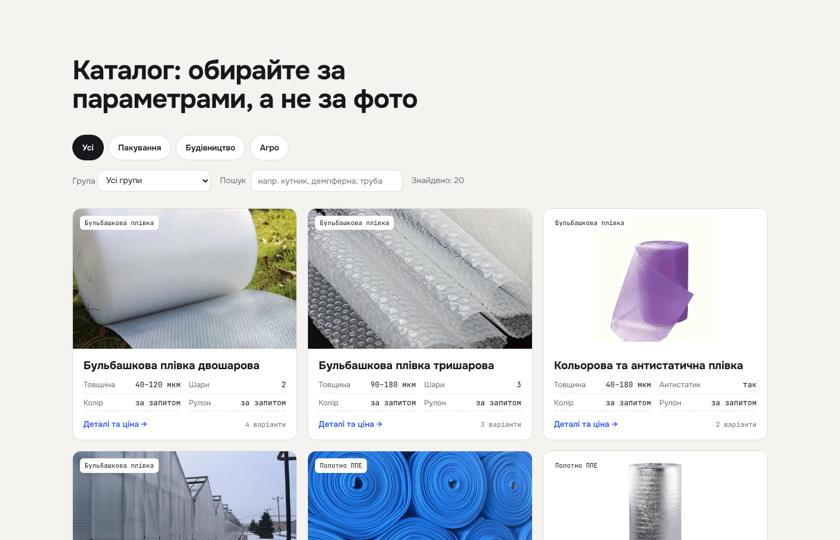 Каталог: обирайте за
параметрами, а не за фото
Усі
Пакування
Будівництво
Агро
Група
Усі групи
Пошук
напр. кутник, демпферна, труба
Знайдено: 20
Бульбашкова плівка
Бульбашкова плівка двошарова
Товщина 40–120 мкм Шари 2
Колір за запитом Рулон за запитом
Деталі та ціна → 4 варіанти
Бульбашкова плівка
Бульбашкова плівка тришарова
Товщина 90–180 мкм Шари 3
Колір за запитом Рулон за запитом
Деталі та ціна → 3 варіанти
Бульбашкова плівка
Кольорова та антистатична плівка
Товщина 40–180 мкм Антистатик так
Колір за запитом Рулон за запитом
Деталі та ціна → 2 варіанти
Бульбашкова плівка
Полотно ППЕ
Полотно ППЕ